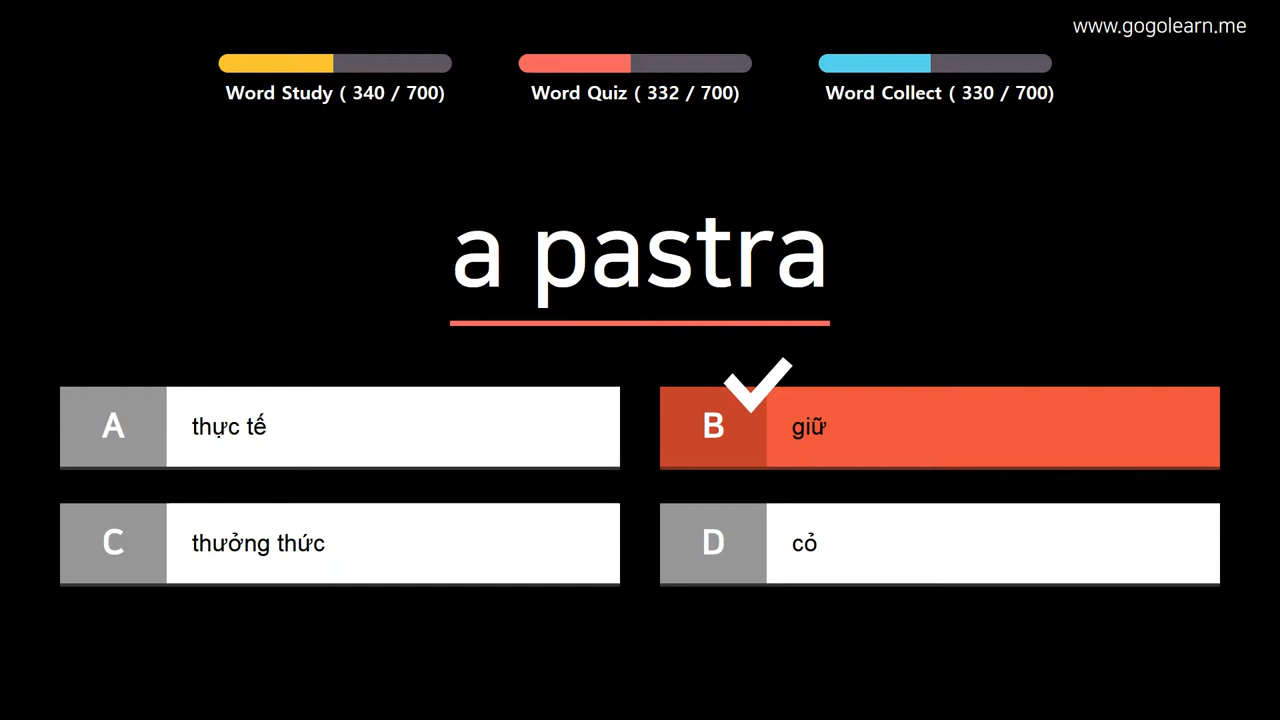 www.gogolearn.me
Word Study ( 340 / 700)
Word Quiz ( 332 / 700)
Word Collect ( 330 / 700)
a pastra
A thực tế
B giữ
C thưởng thức
D cỏ